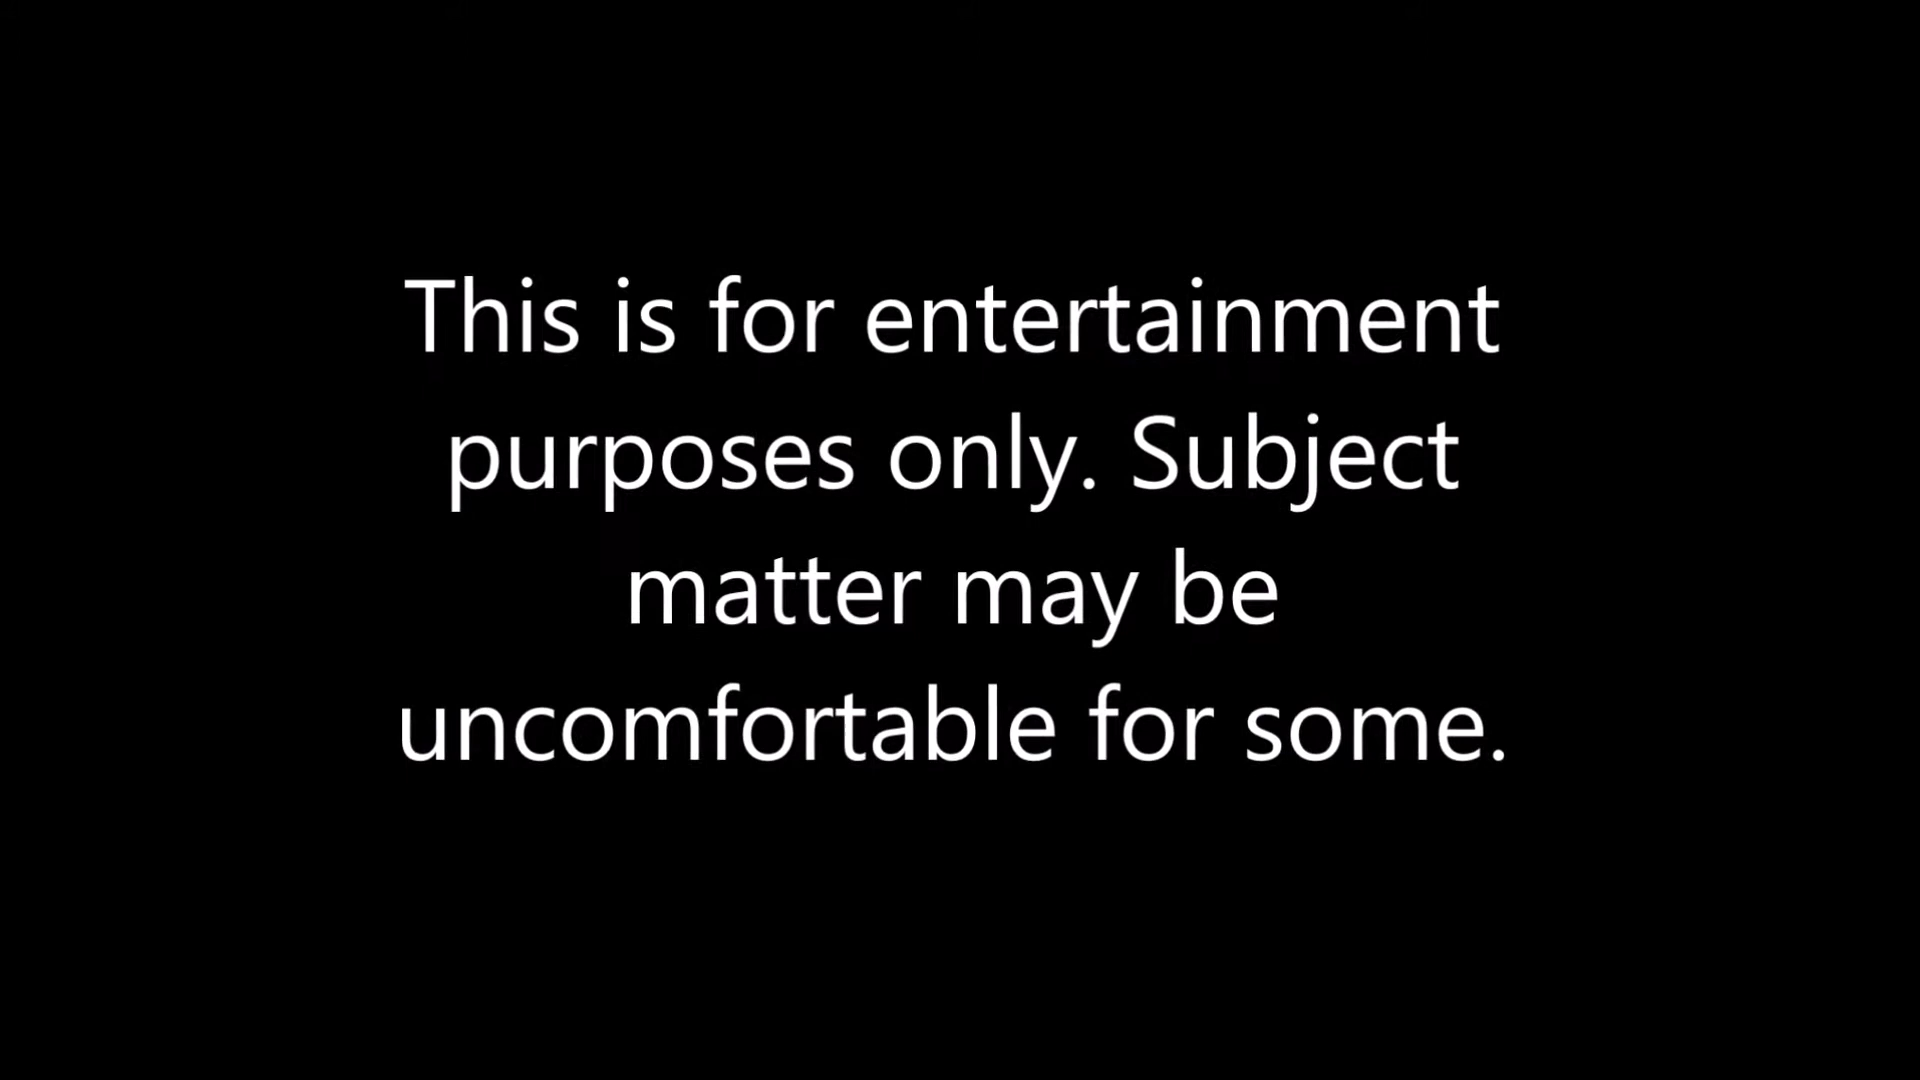 This is for entertainment
purposes only. Subject
matter may be
uncomfortable for some.